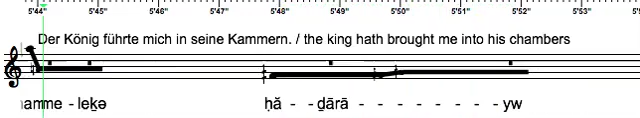 5'44" 5'45" 5'46" 5'47" 5'48" 5'49" 5'50" 5'51" 5'52" 5'53"
Der König führte mich in seine Kammern. / the king hath brought me into his chambers
amme - leḵə ḥă - - ḏārā - - - - - - - - yw